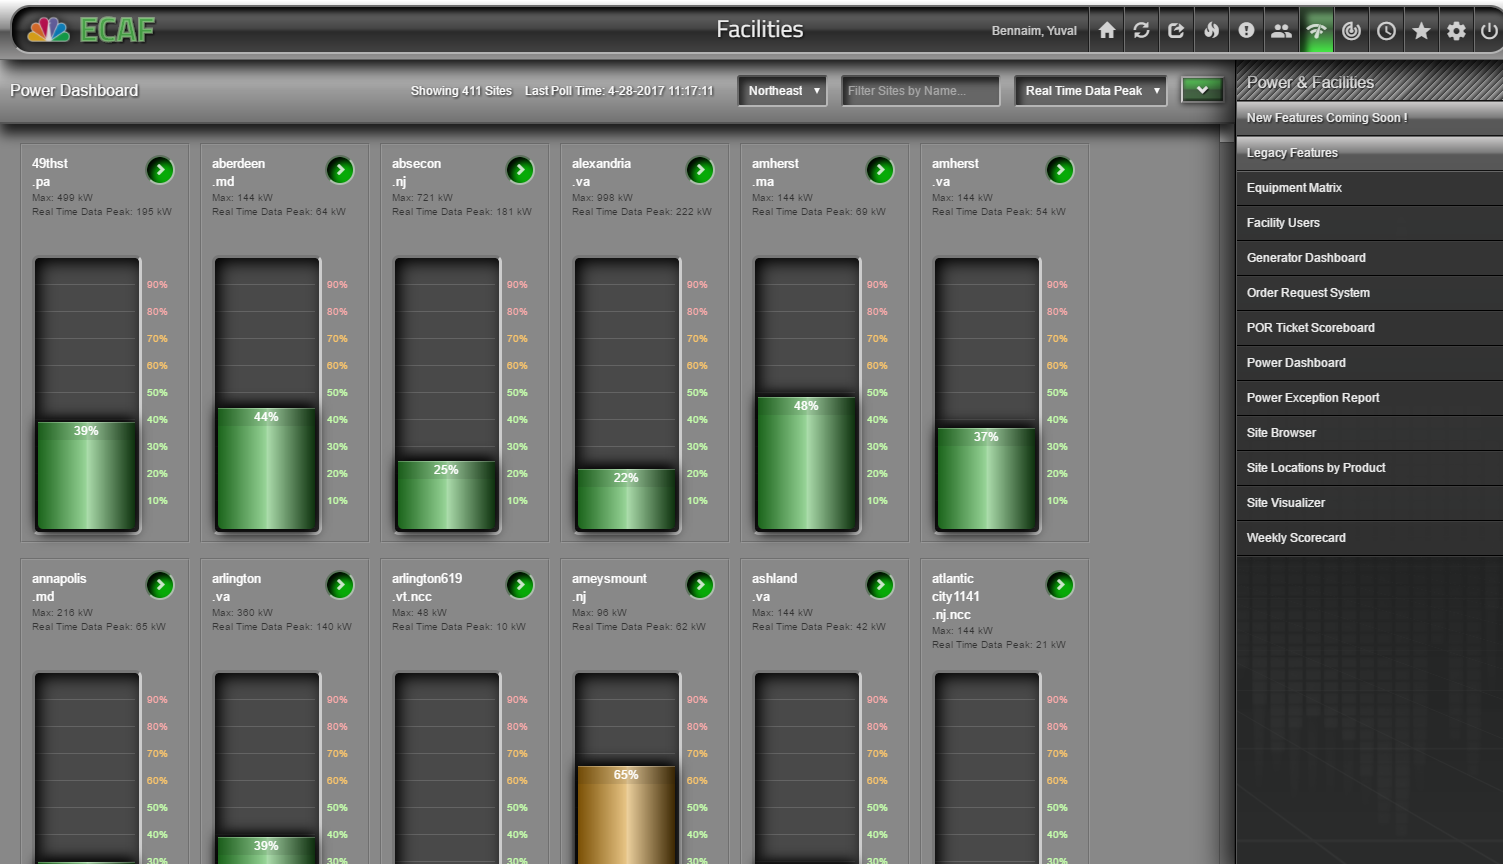 ECAF
Facilities
Bennaim, Yuval
Power Dashboard
Showing 411 Sites
Last Poll Time: 4-28-2017 11:17:11
Northeast
Filter Sites by Name...
Real Time Data Peak
49thst
.pa
Max: 499 kW
Real Time Data Peak: 195 kW
90%
80%
70%
60%
50%
40%
30%
20%
10%
39%
aberdeen
.md
Max: 144 kW
Real Time Data Peak: 64 kW
90%
80%
70%
60%
50%
40%
30%
20%
10%
44%
absecon
.nj
Max: 721 kW
Real Time Data Peak: 181 kW
90%
80%
70%
60%
50%
40%
30%
20%
10%
25%
alexandria
.va
Max: 998 kW
Real Time Data Peak: 222 kW
90%
80%
70%
60%
50%
40%
30%
20%
10%
22%
amherst
.ma
Max: 144 kW
Real Time Data Peak: 69 kW
90%
80%
70%
60%
50%
40%
30%
20%
10%
48%
amherst
.va
Max: 144 kW
Real Time Data Peak: 54 kW
90%
80%
70%
60%
50%
40%
30%
20%
10%
37%
annapolis
.md
Max: 216 kW
Real Time Data Peak: 65 kW
90%
80%
70%
60%
50%
40%
30%
arlington
.va
Max: 360 kW
Real Time Data Peak: 140 kW
90%
80%
70%
60%
50%
40%
30%
39%
arlington619
.vt.ncc
Max: 48 kW
Real Time Data Peak: 10 kW
90%
80%
70%
60%
50%
40%
30%
arneysmount
.nj
Max: 96 kW
Real Time Data Peak: 62 kW
90%
80%
70%
60%
50%
40%
30%
65%
ashland
.va
Max: 144 kW
Real Time Data Peak: 42 kW
90%
80%
70%
60%
50%
40%
30%
atlantic
city1141
.nj.ncc
Max: 144 kW
Real Time Data Peak: 21 kW
90%
80%
70%
60%
50%
40%
30%
Power & Facilities
New Features Coming Soon !
Legacy Features
Equipment Matrix
Facility Users
Generator Dashboard
Order Request System
POR Ticket Scoreboard
Power Dashboard
Power Exception Report
Site Browser
Site Locations by Product
Site Visualizer
Weekly Scorecard